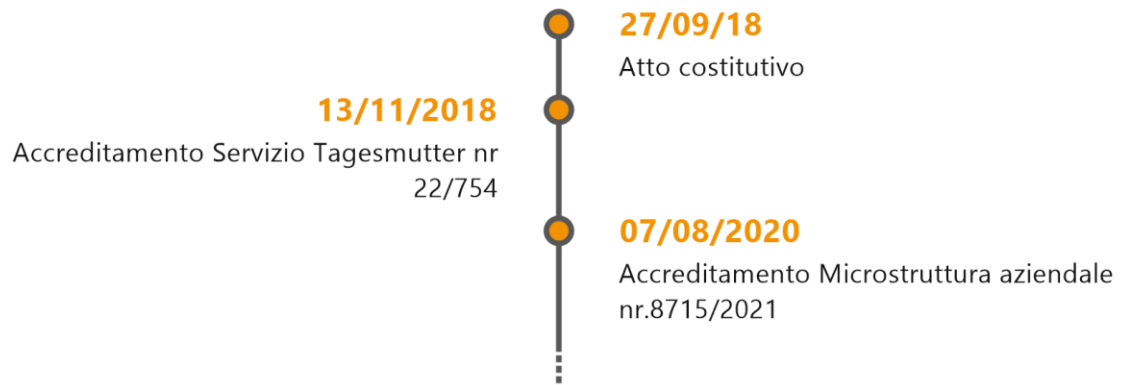 27/09/18
Atto costitutivo
13/11/2018
Accreditamento Servizio Tagesmutter nr
22/754
07/08/2020
Accreditamento Microstruttura aziendale
nr.8715/2021